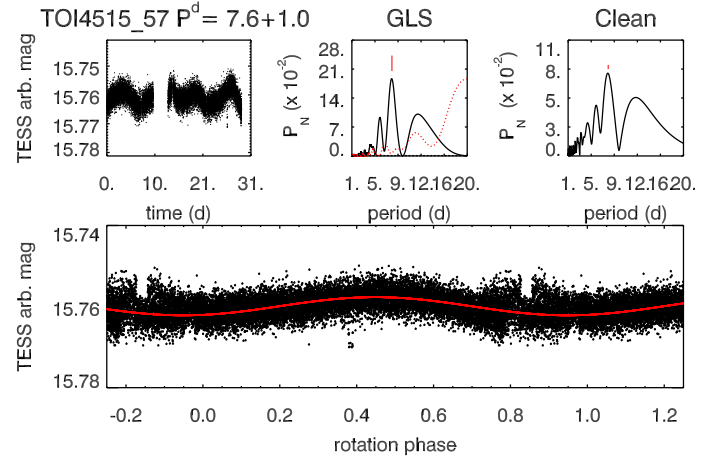 TOI4515_57 P^d = 7.6+1.0
GLS
Clean
TESS arb. mag
15.75
15.76
15.77
15.78
0. 10. 21. 31.
time (d)
P_N (x 10^-2)
28.
21.
14.
7.
0.
1. 5. 9.12.16.20.
period (d)
P_N (x 10^-2)
11.
8.
5.
3.
0.
1. 5. 9.12.16.20.
period (d)
TESS arb. mag
15.74
15.76
15.78
-0.2 0.0 0.2 0.4 0.6 0.8 1.0 1.2
rotation phase